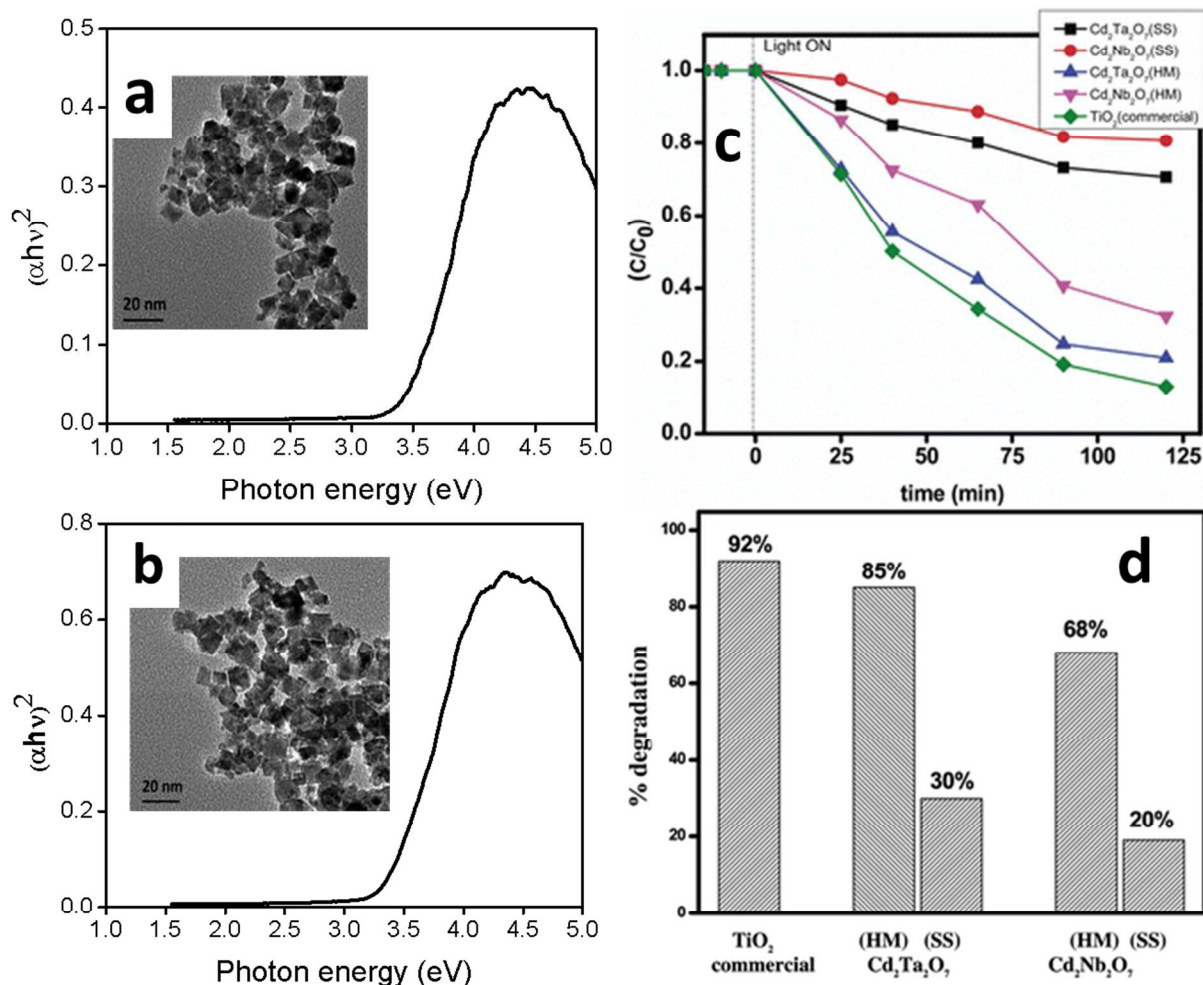 a
20 nm
(αhν)²
0.5
0.4
0.3
0.2
0.1
0.0
1.0 1.5 2.0 2.5 3.0 3.5 4.0 4.5 5.0
Photon energy (eV)
b
20 nm
(αhν)²
0.8
0.6
0.4
0.2
0.0
1.0 1.5 2.0 2.5 3.0 3.5 4.0 4.5 5.0
Photon energy (eV)
c
Light ON
Cd₂Ta₂O₇(SS)
Cd₂Nb₂O₇(SS)
Cd₂Ta₂O₇(HM)
Cd₂Nb₂O₇(HM)
TiO₂(commercial)
(C/C₀)
1.0
0.8
0.6
0.4
0.2
0.0
0 25 50 75 100 125
time (min)
d
% degradation
100
80
60
40
20
0
92%
85%
30%
68%
20%
TiO₂ (HM) (SS) (HM) (SS)
commercial Cd₂Ta₂O₇ Cd₂Nb₂O₇